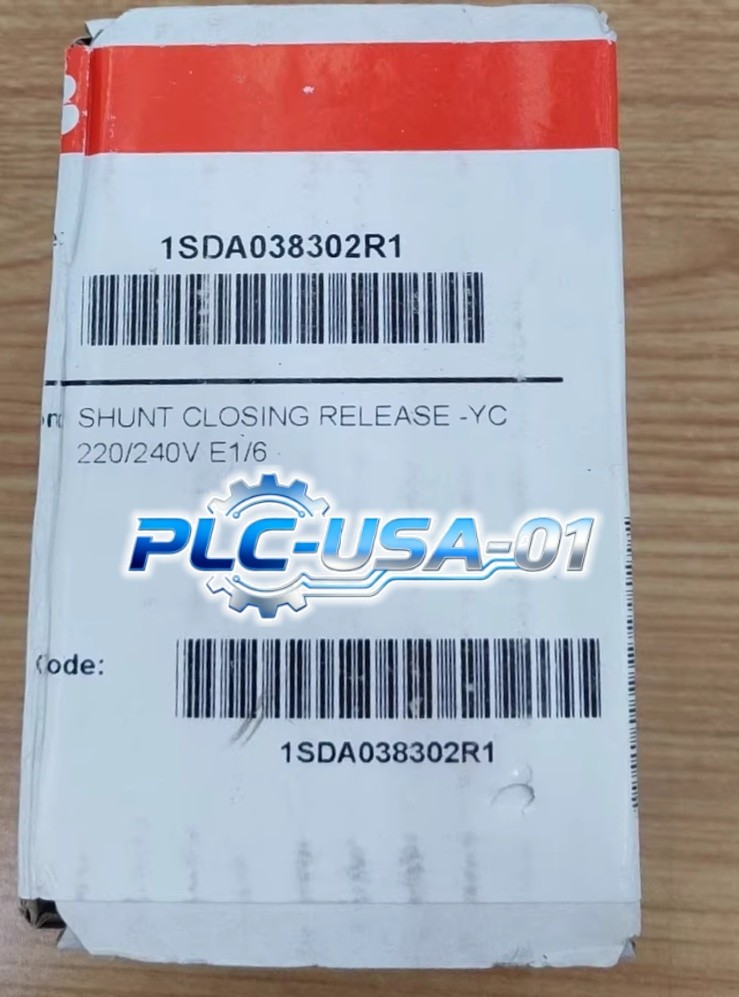 1SDA038302R1
SHUNT CLOSING RELEASE -YC
220/240V E1/6
PLC-USA-01
Code:
1SDA038302R1